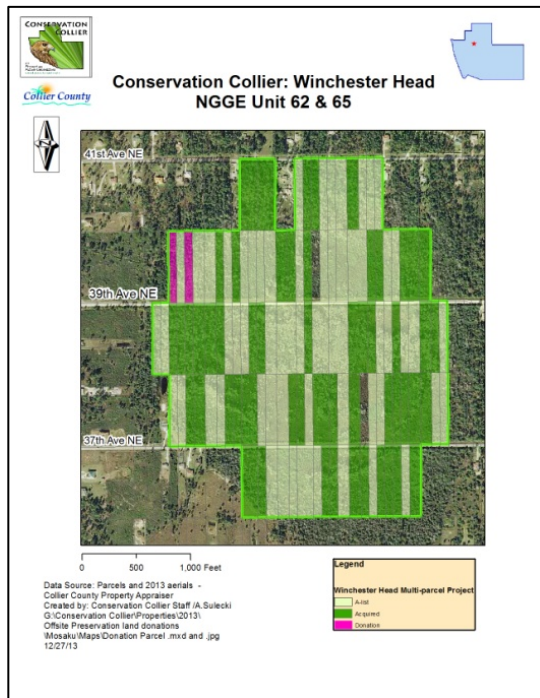 CONSERVATION
COLLIER
Collier County
Conservation Collier: Winchester Head
NGGE Unit 62 & 65
N
41st Ave NE
39th Ave NE
37th Ave NE
0 500 1,000 Feet
Data Source: Parcels and 2013 aerials -
Collier County Property Appraiser
Created by: Conservation Collier Staff /A.Sulecki
G:\Conservation Collier\Properties\2013\
Offsite Preservation land donations
\Mosaku\Maps\Donation Parcel .mxd and .jpg
12/27/13
Legend
Winchester Head Multi-parcel Project
A-list
Acquired
Donation